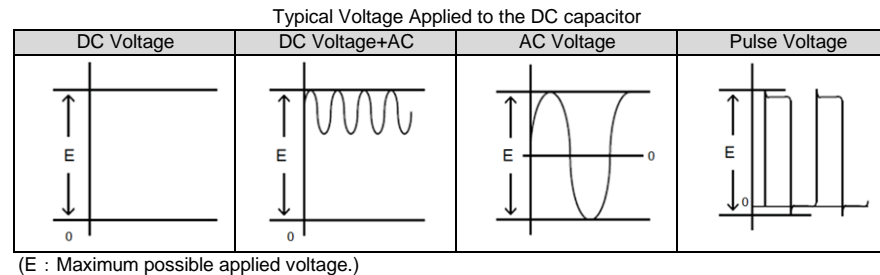 Typical Voltage Applied to the DC capacitor
DC Voltage DC Voltage+AC AC Voltage Pulse Voltage
E E E 0 E
0
0 0
(E：Maximum possible applied voltage.)